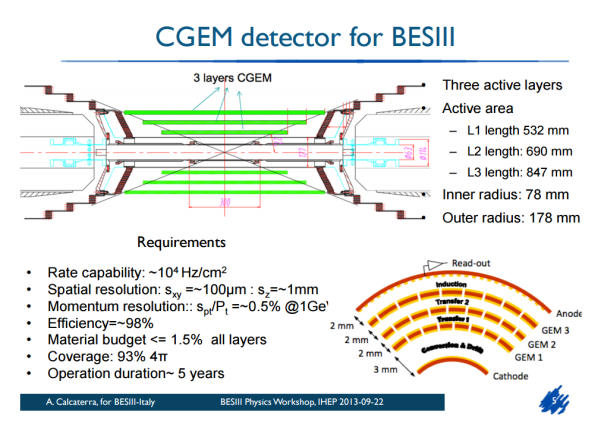 CGEM detector for BESIII
3 layers CGEM
• Three active layers
• Active area
– L1 length 532 mm
– L2 length: 690 mm
– L3 length: 847 mm
• Inner radius: 78 mm
• Outer radius: 178 mm
Requirements
• Rate capability: ~10⁴ Hz/cm²
• Spatial resolution: sxy =~100μm : sz=~1mm
• Momentum resolution:: spt/Pt =~0.5% @1Ge
• Efficiency=~98%
• Material budget <= 1.5% all layers
• Coverage: 93% 4π
• Operation duration~ 5 years
Read-out
Induction
Transfer 2
Transfer 1
Conversion & Drift
Anode
GEM 3
GEM 2
GEM 1
Cathode
2 mm
2 mm
2 mm
3 mm
A. Calcaterra, for BESIII-Italy
BESIII Physics Workshop, IHEP 2013-09-22
5